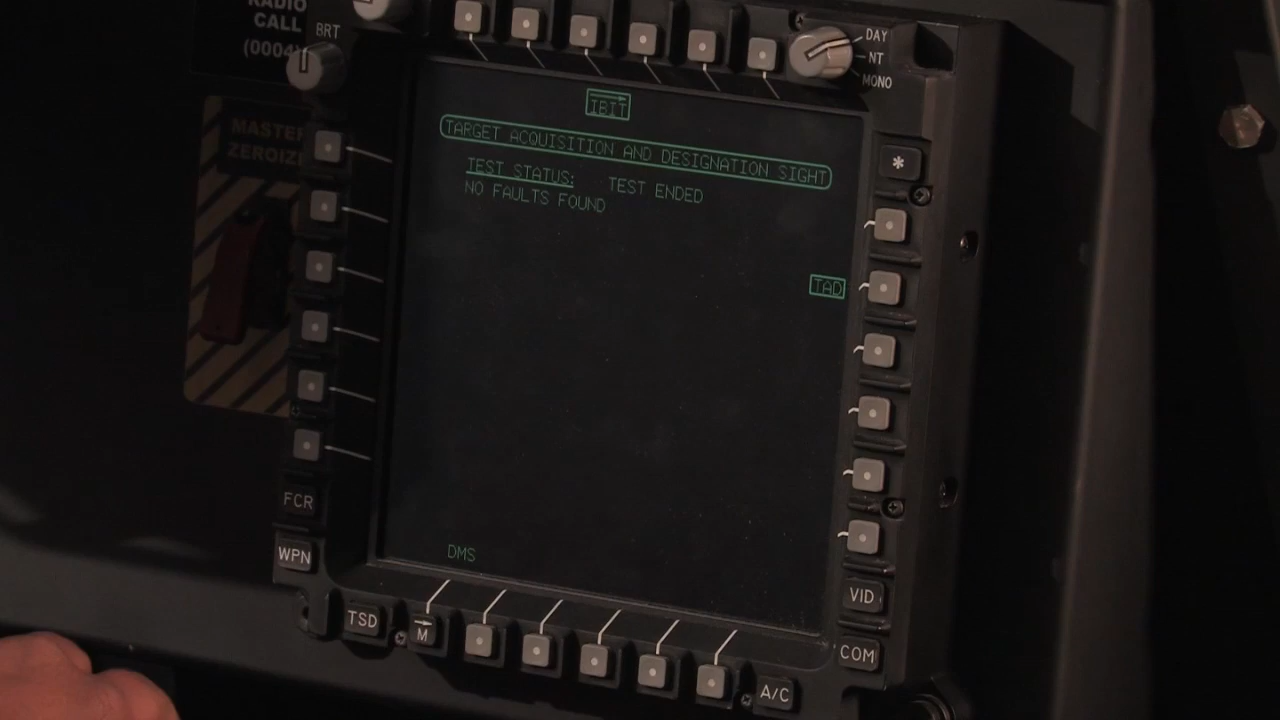 RADIO
CALL
(0004)
BRT
DAY
NT
MONO
MASTER
ZEROIZE
IBIT
TARGET ACQUISITION AND DESIGNATION SIGHT
TEST STATUS: TEST ENDED
NO FAULTS FOUND
*
TAD
DMS
FCR
WPN
TSD
M
VID
COM
A/C